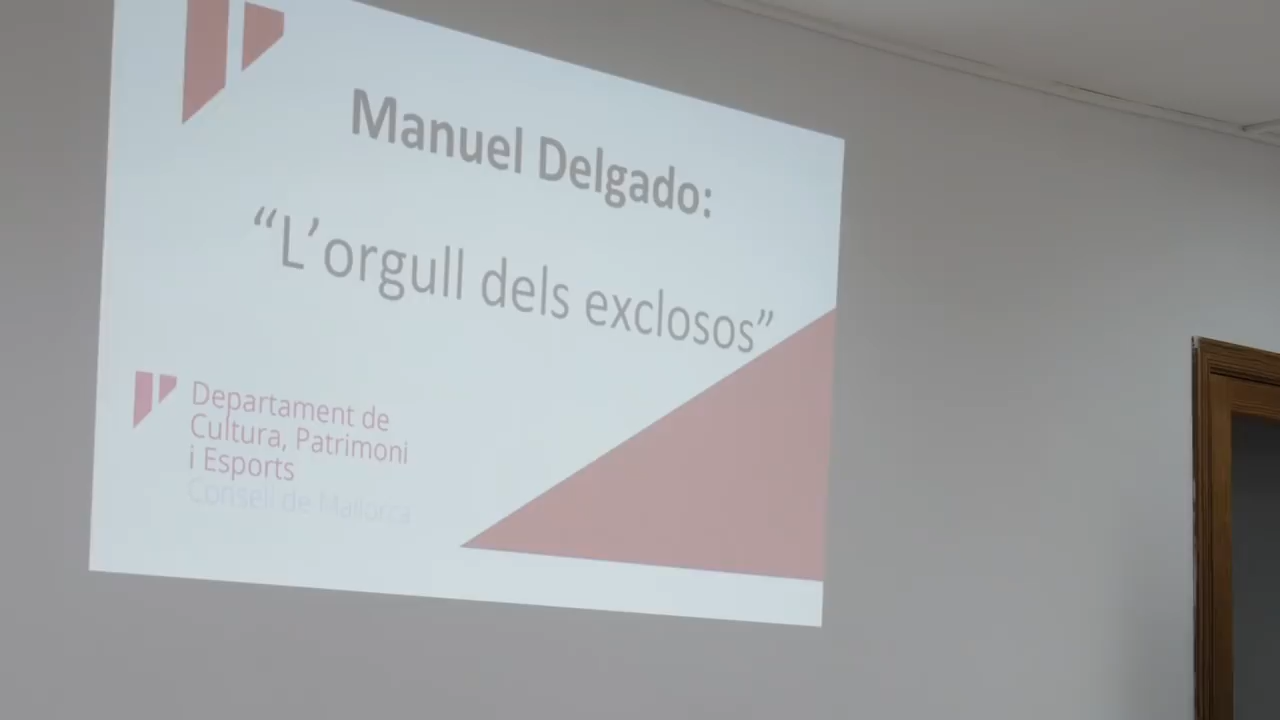 Manuel Delgado:
“L’orgull dels exclosos”
Departament de
Cultura, Patrimoni
i Esports
Consell de Mallorca